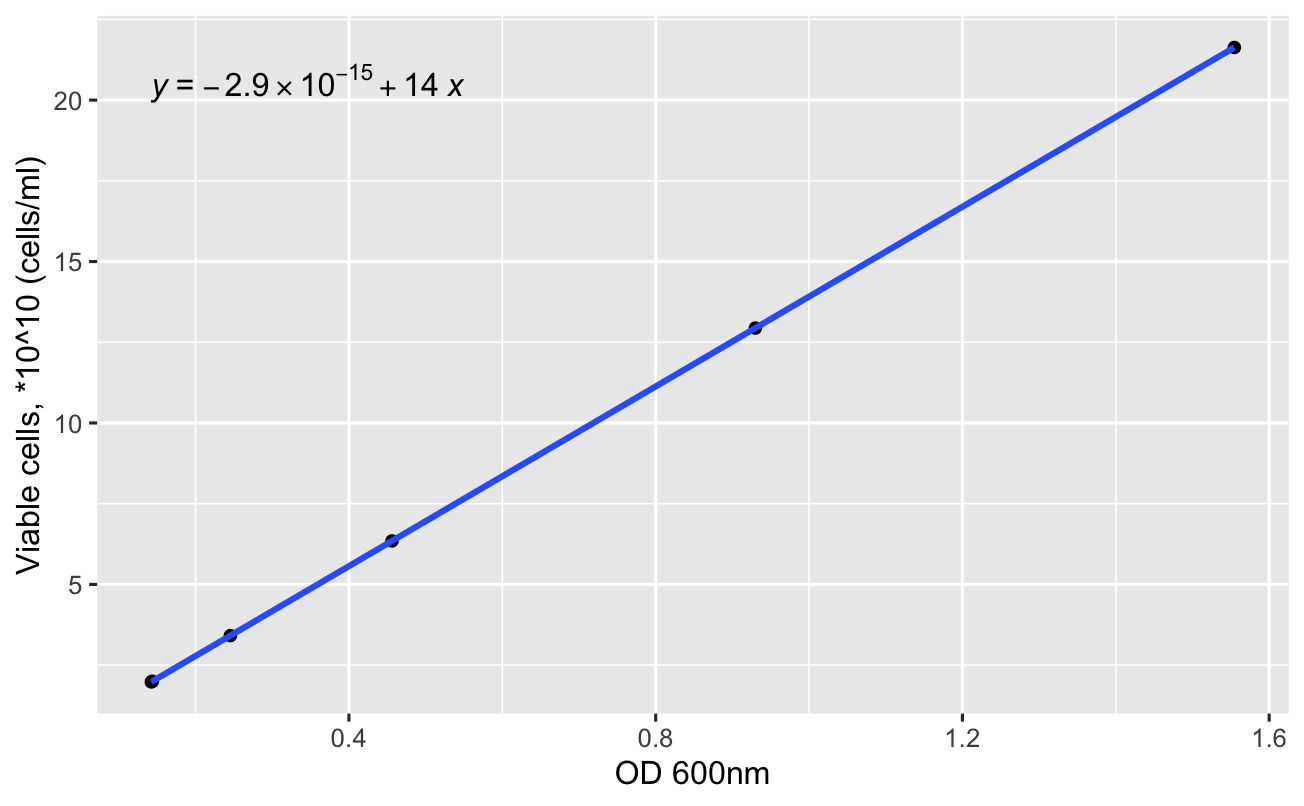 y = −2.9 × 10⁻¹⁵ + 14 x
20
15
10
5
Viable cells, *10^10 (cells/ml)
0.4 0.8 1.2 1.6
OD 600nm